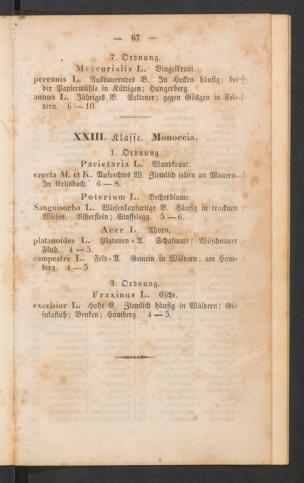 — 67 —
7. Ordnung.
Mercurialis L. Bingelkraut.
perennis L. Ausdauerndes B. In Hecken häufig; bei
der Papiermühle in Küttigen; Hungerberg.
annua L. Jähriges B. Seltener; gegen Gösgen in Fel-
dern. 6—10.
XXIII. Klasse. Monoecia.
1. Ordnung.
Parietaria L. Wandkraut.
erecta M. et K. Aufrechtes W. Ziemlich selten an Mauern.
In Erlisbach. 6—8.
Poterium L. Becherblume.
Sanguisorba L. Wiesenkopfartige B. Häufig in trocknen
Wiesen. Biberstein; Staffelegg. 5—6.
Acer L. Ahorn.
platanoides L. Platanen-A. Schafmatt; Wöschnauer
Fluh. 4—5.
campestre L. Feld-A. Gemein in Wäldern; am Hom-
berg. 4—5.
3. Ordnung.
Fraxinus L. Esche.
excelsior L. Hohe E. Ziemlich häufig in Wäldern; Gi-
sulafluh; Benken; Homberg. 4—5.